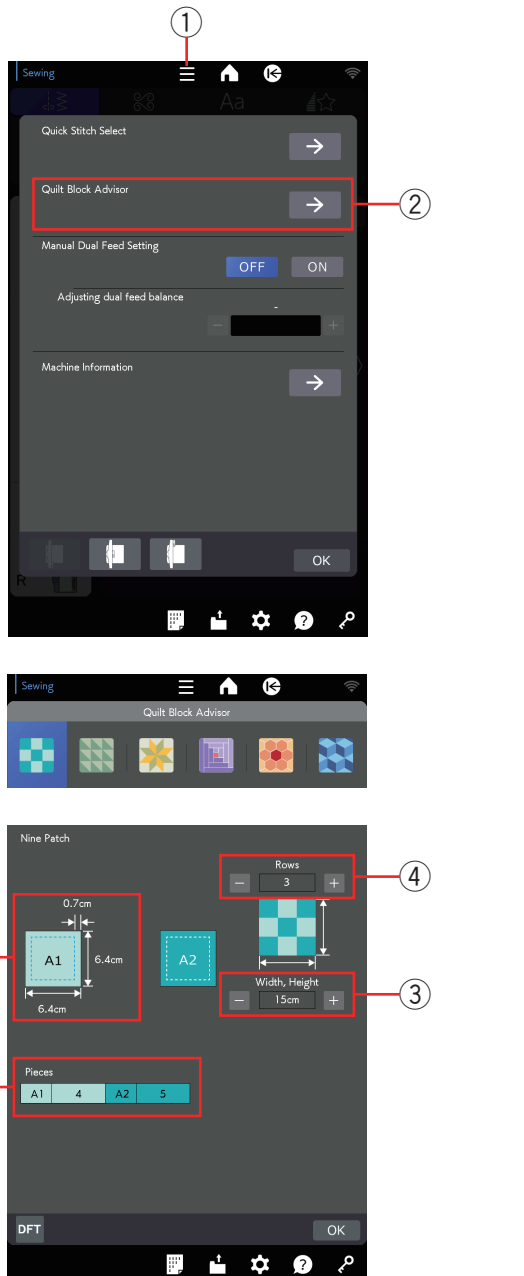 ①
Sewing
Aa
Quick Stitch Select
Quilt Block Advisor
②
Manual Dual Feed Setting
OFF ON
Adjusting dual feed balance
-
− +
Machine Information
OK
R
?
Sewing
Quilt Block Advisor
Nine Patch
Rows
− 3 +
④
0.7cm
A1
6.4cm
A2
6.4cm
Width, Height
− 15cm +
③
Pieces
A1 4 A2 5
DFT
OK
?